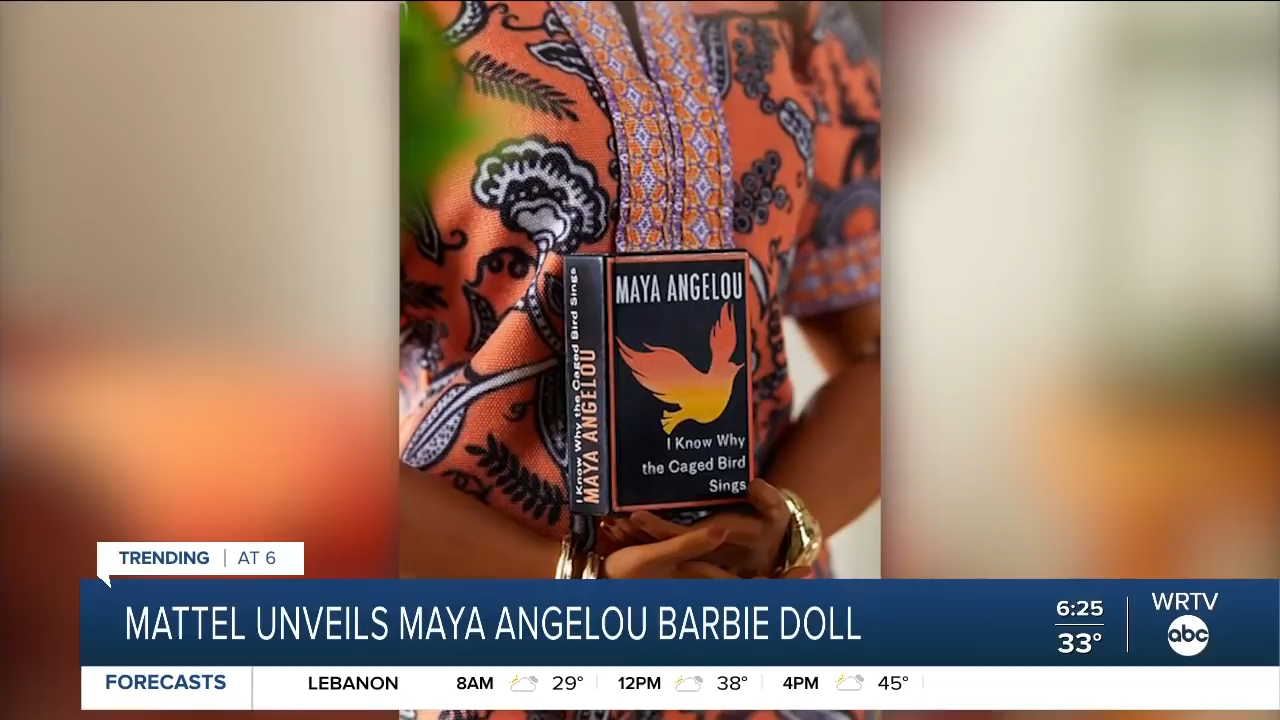 MAYA ANGELOU
I Know Why
the Caged Bird
Sings
I Know Why the Caged Bird Sings
MAYA ANGELOU
TRENDING | AT 6
MATTEL UNVEILS MAYA ANGELOU BARBIE DOLL
6:25
33°
WRTV
abc
FORECASTS LEBANON 8AM 29° 12PM 38° 4PM 45°